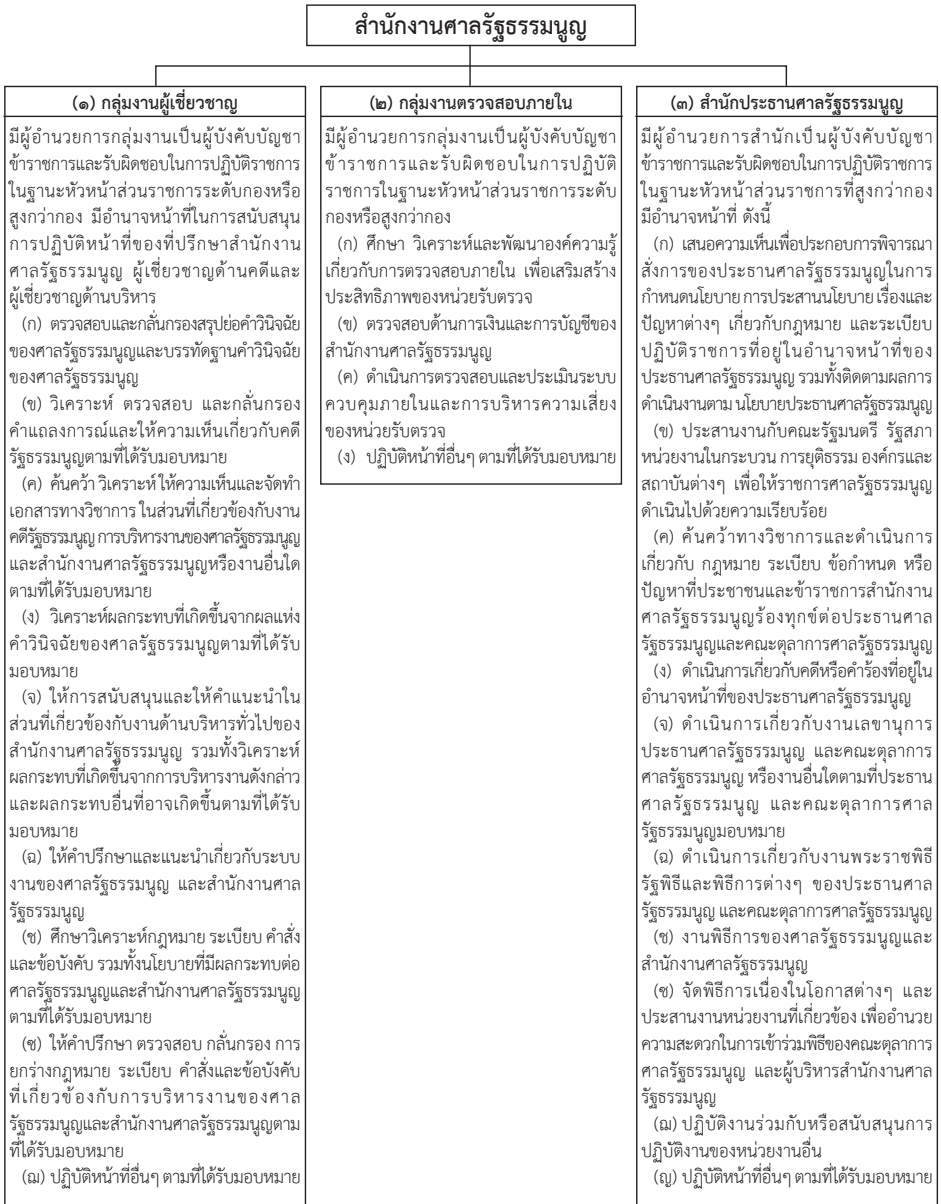 สำนักงานศาลรัฐธรรมนูญ
(๑) กลุ่มงานผู้เชี่ยวชาญ
มีผู้อำนวยการกลุ่มงานเป็นผู้บังคับบัญชา
ข้าราชการและรับผิดชอบในการปฏิบัติราชการ
ในฐานะหัวหน้าส่วนราชการระดับกองหรือ
สูงกว่ากอง มีอำนาจหน้าที่ในการสนับสนุน
การปฏิบัติหน้าที่ของที่ปรึกษาสำนักงาน
ศาลรัฐธรรมนูญ ผู้เชี่ยวชาญด้านคดีและ
ผู้เชี่ยวชาญด้านบริหาร
(ก) ตรวจสอบและกลั่นกรองสรุปย่อคำวินิจฉัย
ของศาลรัฐธรรมนูญและบรรทัดฐานคำวินิจฉัย
ของศาลรัฐธรรมนูญ
(ข) วิเคราะห์ ตรวจสอบ และกลั่นกรอง
คำแถลงการณ์และให้ความเห็นเกี่ยวกับคดี
รัฐธรรมนูญตามที่ได้รับมอบหมาย
(ค) ค้นคว้า วิเคราะห์ ให้ความเห็นและจัดทำ
เอกสารทางวิชาการ ในส่วนที่เกี่ยวข้องกับงาน
คดีรัฐธรรมนูญ การบริหารงานของศาลรัฐธรรมนูญ
และสำนักงานศาลรัฐธรรมนูญหรืองานอื่นใด
ตามที่ได้รับมอบหมาย
(ง) วิเคราะห์ผลกระทบที่เกิดขึ้นจากผลแห่ง
คำวินิจฉัยของศาลรัฐธรรมนูญตามที่ได้รับ
มอบหมาย
(จ) ให้การสนับสนุนและให้คำแนะนำใน
ส่วนที่เกี่ยวข้องกับงานด้านบริหารทั่วไปของ
สำนักงานศาลรัฐธรรมนูญ รวมทั้งวิเคราะห์
ผลกระทบที่เกิดขึ้นจากการบริหารงานดังกล่าว
และผลกระทบอื่นที่อาจเกิดขึ้นตามที่ได้รับ
มอบหมาย
(ฉ) ให้คำปรึกษาและแนะนำเกี่ยวกับระบบ
งานของศาลรัฐธรรมนูญ และสำนักงานศาล
รัฐธรรมนูญ
(ช) ศึกษาวิเคราะห์กฎหมาย ระเบียบ คำสั่ง
และข้อบังคับ รวมทั้งนโยบายที่มีผลกระทบต่อ
ศาลรัฐธรรมนูญและสำนักงานศาลรัฐธรรมนูญ
ตามที่ได้รับมอบหมาย
(ซ) ให้คำปรึกษา ตรวจสอบ กลั่นกรอง การ
ยกร่างกฎหมาย ระเบียบ คำสั่งและข้อบังคับ
ที่เกี่ยวข้องกับการบริหารงานของศาล
รัฐธรรมนูญและสำนักงานศาลรัฐธรรมนูญตาม
ที่ได้รับมอบหมาย
(ฌ) ปฏิบัติหน้าที่อื่นๆ ตามที่ได้รับมอบหมาย
(๒) กลุ่มงานตรวจสอบภายใน
มีผู้อำนวยการกลุ่มงานเป็นผู้บังคับบัญชา
ข้าราชการและรับผิดชอบในการปฏิบัติ
ราชการในฐานะหัวหน้าส่วนราชการระดับ
กองหรือสูงกว่ากอง
(ก) ศึกษา วิเคราะห์และพัฒนาองค์ความรู้
เกี่ยวกับการตรวจสอบภายใน เพื่อเสริมสร้าง
ประสิทธิภาพของหน่วยรับตรวจ
(ข) ตรวจสอบด้านการเงินและการบัญชีของ
สำนักงานศาลรัฐธรรมนูญ
(ค) ดำเนินการตรวจสอบและประเมินระบบ
ควบคุมภายในและการบริหารความเสี่ยง
ของหน่วยรับตรวจ
(ง) ปฏิบัติหน้าที่อื่นๆ ตามที่ได้รับมอบหมาย
(๓) สำนักประธานศาลรัฐธรรมนูญ
มีผู้อำนวยการสำนักเป็นผู้บังคับบัญชา
ข้าราชการและรับผิดชอบในการปฏิบัติราชการ
ในฐานะหัวหน้าส่วนราชการที่สูงกว่ากอง
มีอำนาจหน้าที่ ดังนี้
(ก) เสนอความเห็นเพื่อประกอบการพิจารณา
สั่งการของประธานศาลรัฐธรรมนูญในการ
กำหนดนโยบาย การประสานนโยบาย เรื่องและ
ปัญหาต่างๆ เกี่ยวกับกฎหมาย และระเบียบ
ปฏิบัติราชการที่อยู่ในอำนาจหน้าที่ของ
ประธานศาลรัฐธรรมนูญ รวมทั้งติดตามผลการ
ดำเนินงานตาม นโยบายประธานศาลรัฐธรรมนูญ
(ข) ประสานงานกับคณะรัฐมนตรี รัฐสภา
หน่วยงานในกระบวน การยุติธรรม องค์กรและ
สถาบันต่างๆ เพื่อให้ราชการศาลรัฐธรรมนูญ
ดำเนินไปด้วยความเรียบร้อย
(ค) ค้นคว้าทางวิชาการและดำเนินการ
เกี่ยวกับ กฎหมาย ระเบียบ ข้อกำหนด หรือ
ปัญหาที่ประชาชนและข้าราชการสำนักงาน
ศาลรัฐธรรมนูญร้องทุกข์ต่อประธานศาล
รัฐธรรมนูญและคณะตุลาการศาลรัฐธรรมนูญ
(ง) ดำเนินการเกี่ยวกับคดีหรือคำร้องที่อยู่ใน
อำนาจหน้าที่ของประธานศาลรัฐธรรมนูญ
(จ) ดำเนินการเกี่ยวกับงานเลขานุการ
ประธานศาลรัฐธรรมนูญ และคณะตุลาการ
ศาลรัฐธรรมนูญ หรืองานอื่นใดตามที่ประธาน
ศาลรัฐธรรมนูญ และคณะตุลาการศาล
รัฐธรรมนูญมอบหมาย
(ฉ) ดำเนินการเกี่ยวกับงานพระราชพิธี
รัฐพิธีและพิธีการต่างๆ ของประธานศาล
รัฐธรรมนูญ และคณะตุลาการศาลรัฐธรรมนูญ
(ช) งานพิธีการของศาลรัฐธรรมนูญและ
สำนักงานศาลรัฐธรรมนูญ
(ซ) จัดพิธีการเนื่องในโอกาสต่างๆ และ
ประสานงานหน่วยงานที่เกี่ยวข้อง เพื่ออำนวย
ความสะดวกในการเข้าร่วมพิธีของคณะตุลาการ
ศาลรัฐธรรมนูญ และผู้บริหารสำนักงานศาล
รัฐธรรมนูญ
(ฌ) ปฏิบัติงานร่วมกับหรือสนับสนุนการ
ปฏิบัติงานของหน่วยงานอื่น
(ญ) ปฏิบัติหน้าที่อื่นๆ ตามที่ได้รับมอบหมาย